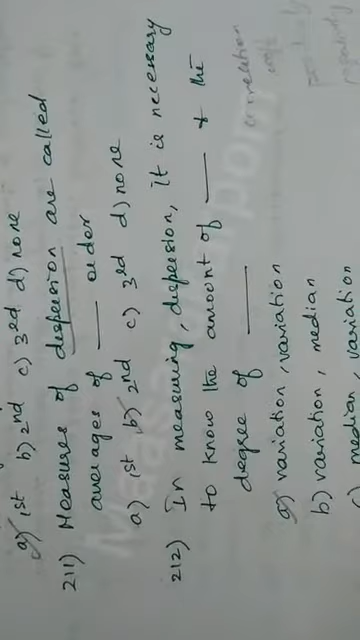 a) 1st b) 2nd c) 3rd d) none
211) Measures of dispersion are called
averages of ___ order
a) 1st b) 2nd c) 3rd d) none
212) In measuring, dispersion, it is necessary
to know the amount of ___ & the
degree of ___
a) variation, variation
b) variation, median
c) median, variation
correlation